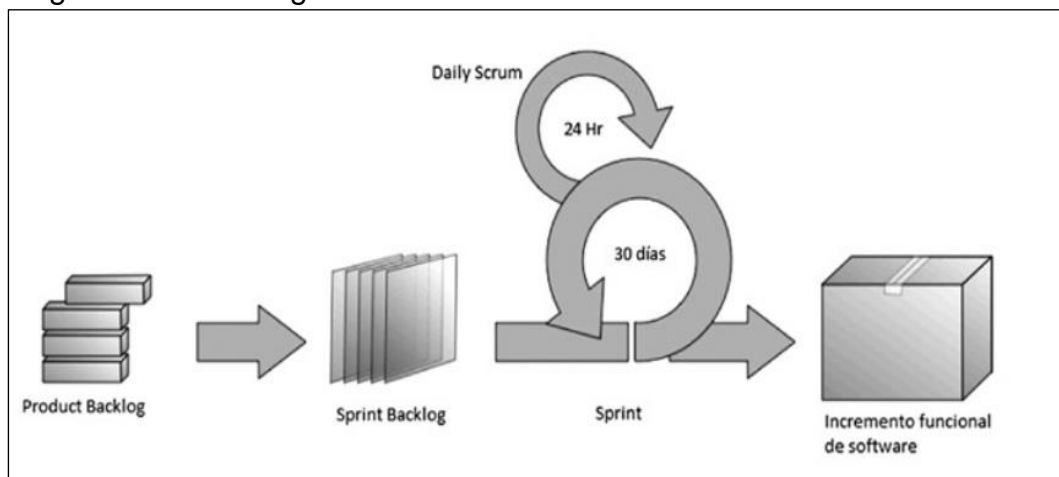 Daily Scrum
24 Hr
30 días
Product Backlog
Sprint Backlog
Sprint
Incremento funcional
de software